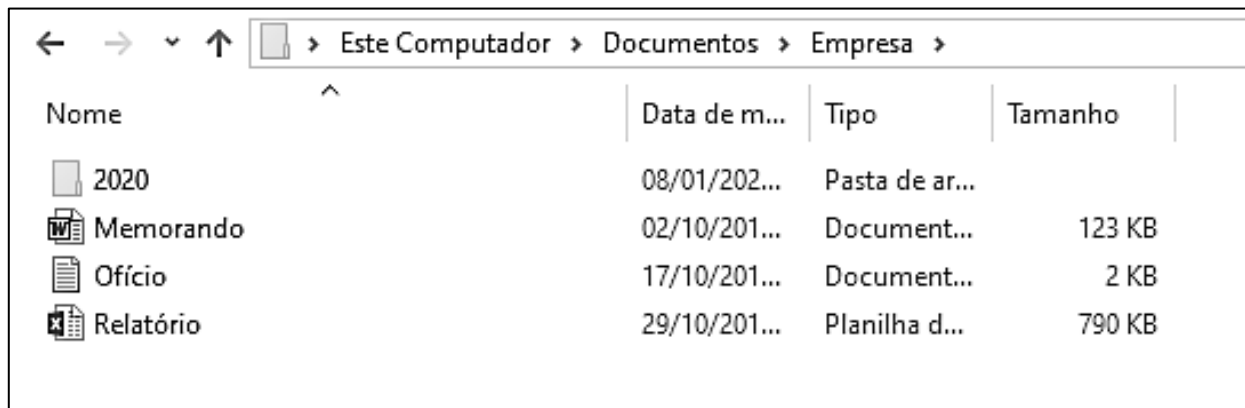 Este Computador > Documentos > Empresa >
Nome Data de m... Tipo Tamanho
2020 08/01/202... Pasta de ar...
Memorando 02/10/201... Document... 123 KB
Ofício 17/10/201... Document... 2 KB
Relatório 29/10/201... Planilha d... 790 KB